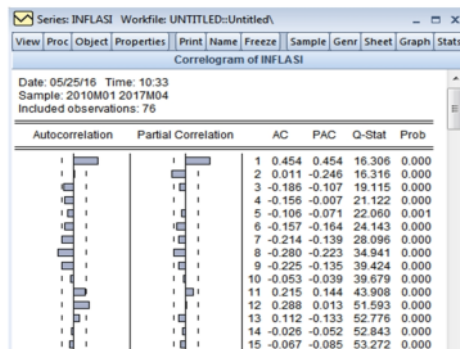 Series: INFLASI Workfile: UNTITLED::Untitled\
View Proc Object Properties Print Name Freeze Sample Genr Sheet Graph Stats
Correlogram of INFLASI
Date: 05/25/16 Time: 10:33
Sample: 2010M01 2017M04
Included observations: 76
Autocorrelation Partial Correlation AC PAC Q-Stat Prob
1 0.454 0.454 16.306 0.000
2 0.011 -0.246 16.316 0.000
3 -0.186 -0.107 19.115 0.000
4 -0.156 -0.007 21.122 0.000
5 -0.106 -0.071 22.060 0.001
6 -0.157 -0.164 24.143 0.000
7 -0.214 -0.139 28.096 0.000
8 -0.280 -0.223 34.941 0.000
9 -0.225 -0.135 39.424 0.000
10 -0.053 -0.039 39.679 0.000
11 0.215 0.144 43.908 0.000
12 0.288 0.013 51.593 0.000
13 0.112 -0.133 52.776 0.000
14 -0.026 -0.052 52.843 0.000
15 -0.067 -0.085 53.272 0.000